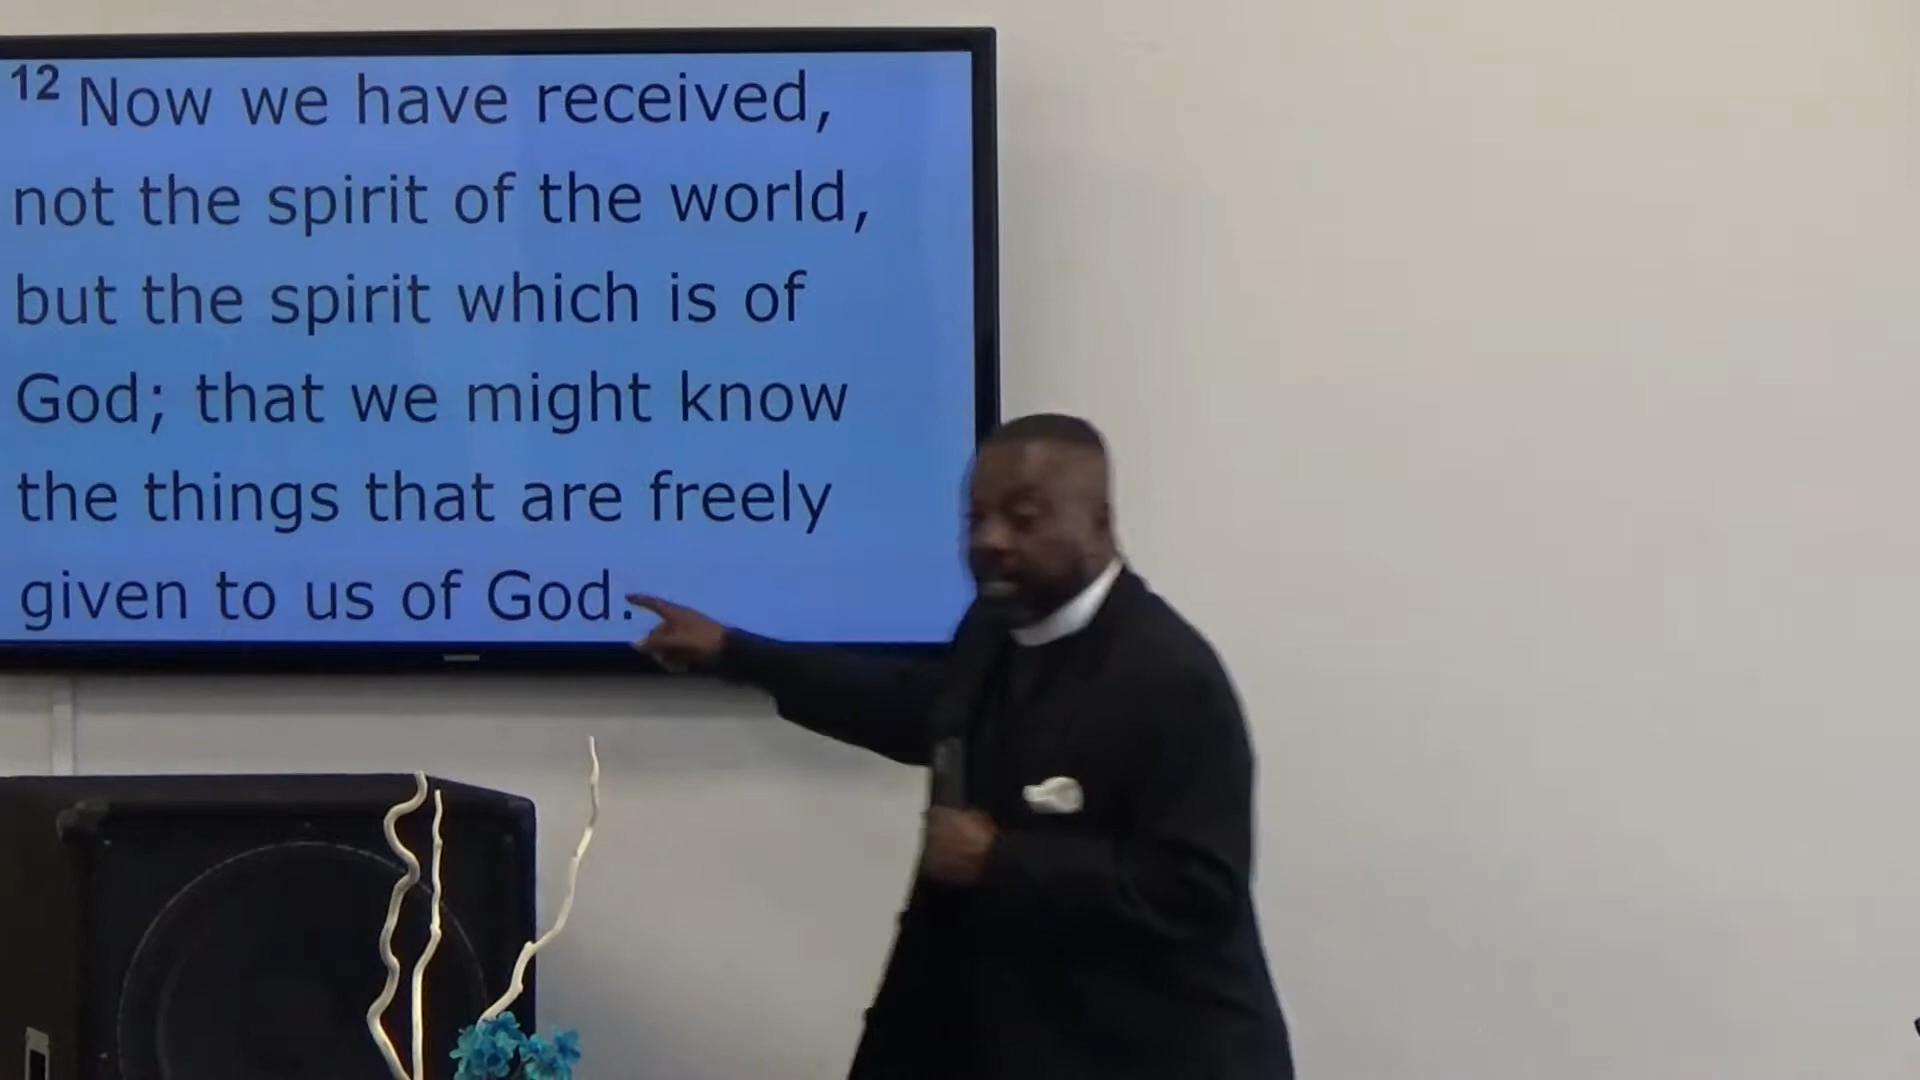 12 Now we have received,
not the spirit of the world,
but the spirit which is of
God; that we might know
the things that are freely
given to us of God.